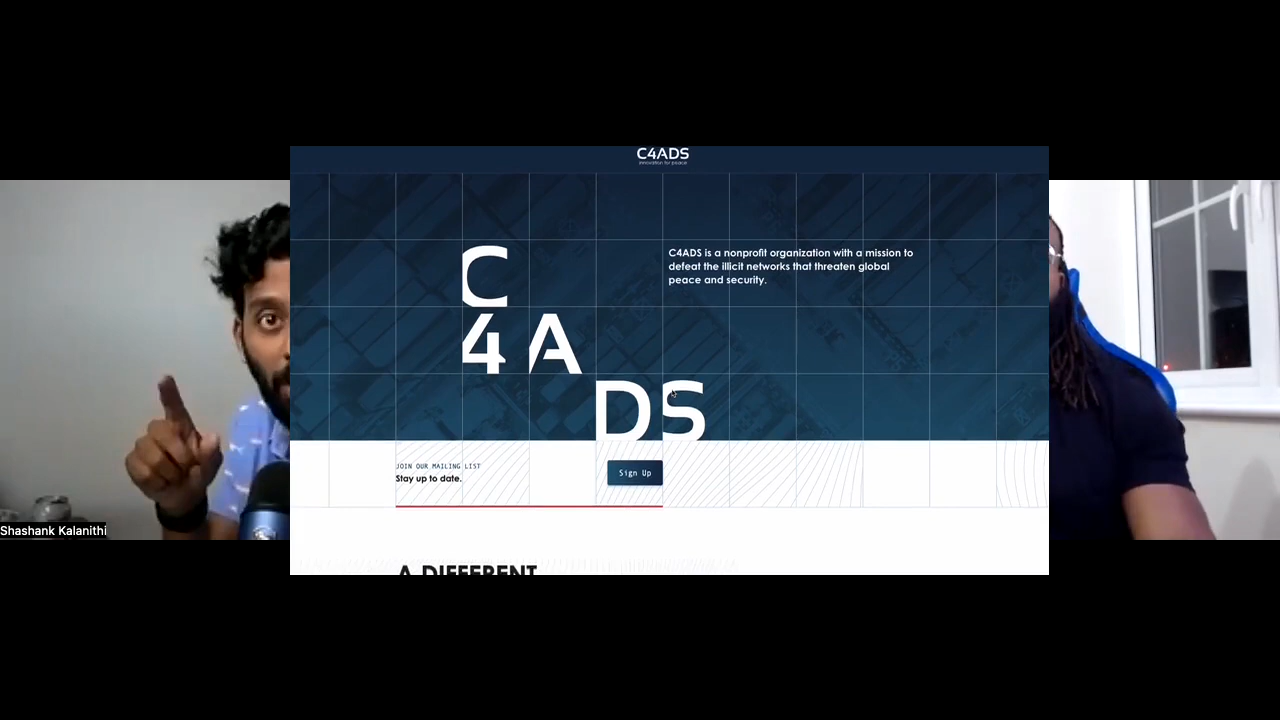 C4ADS
innovation for peace
C
4 A
DS
C4ADS is a nonprofit organization with a mission to
defeat the illicit networks that threaten global
peace and security.
JOIN OUR MAILING LIST
Stay up to date.
Sign Up
Shashank Kalanithi
A DIFFERENT